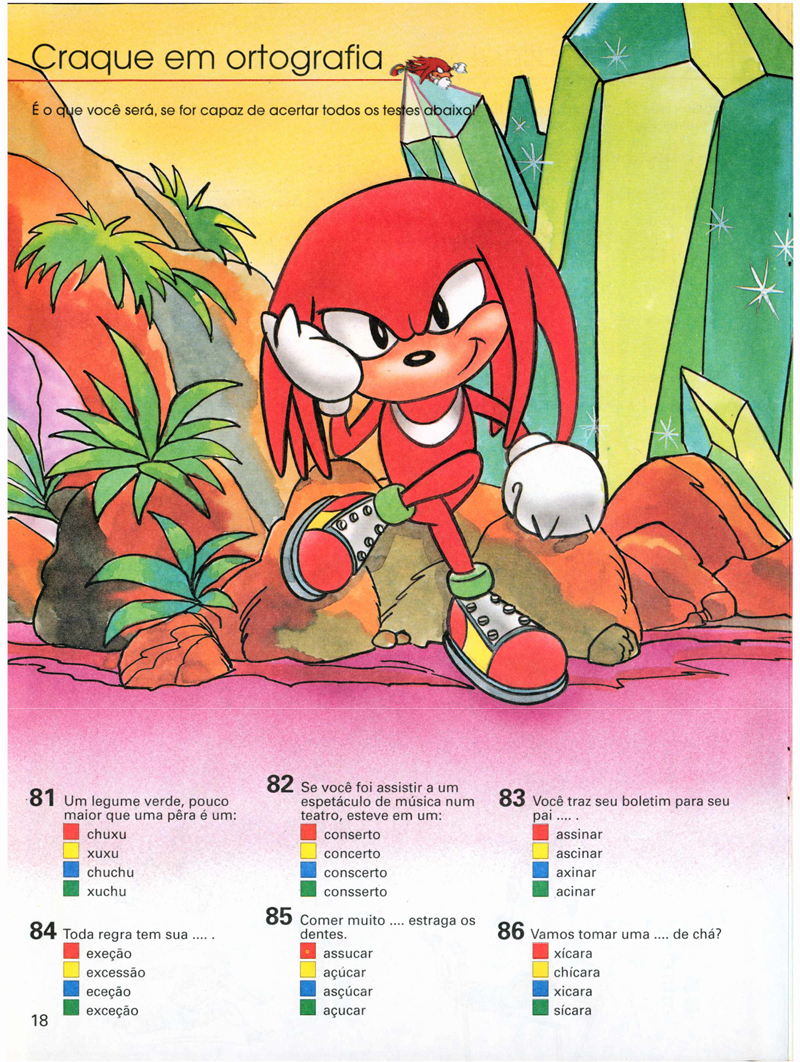 Craque em ortografia
É o que você será, se for capaz de acertar todos os testes abaixo!
81 Um legume verde, pouco
maior que uma pêra é um:
chuxu
xuxu
chuchu
xuchu
82 Se você foi assistir a um
espetáculo de música num
teatro, esteve em um:
conserto
concerto
conscerto
consserto
83 Você traz seu boletim para seu
pai .... .
assinar
ascinar
axinar
acinar
84 Toda regra tem sua .... .
exeção
excessão
eceção
exceção
85 Comer muito .... estraga os
dentes.
assucar
açúcar
asçúcar
açucar
86 Vamos tomar uma .... de chá?
xícara
chícara
xicara
sícara
18